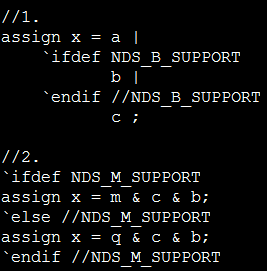 //1.
assign x = a |
`ifdef NDS_B_SUPPORT
b |
`endif //NDS_B_SUPPORT
c ;
//2.
`ifdef NDS_M_SUPPORT
assign x = m & c & b;
`else //NDS_M_SUPPORT
assign x = q & c & b;
`endif //NDS_M_SUPPORT